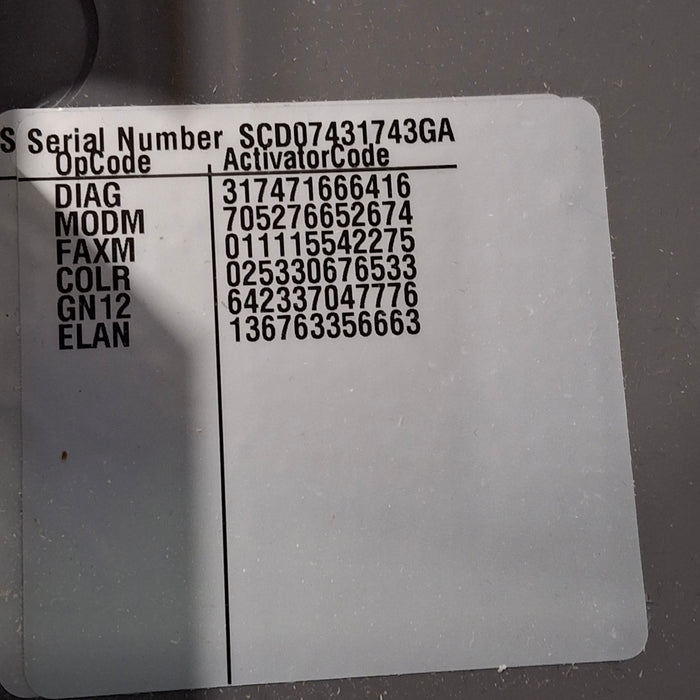 S Serial Number SCD07431743GA
OpCode ActivatorCode
DIAG 317471666416
MODM 705276652674
FAXM 011115542275
COLR 025330676533
GN12 642337047776
ELAN 136763356663